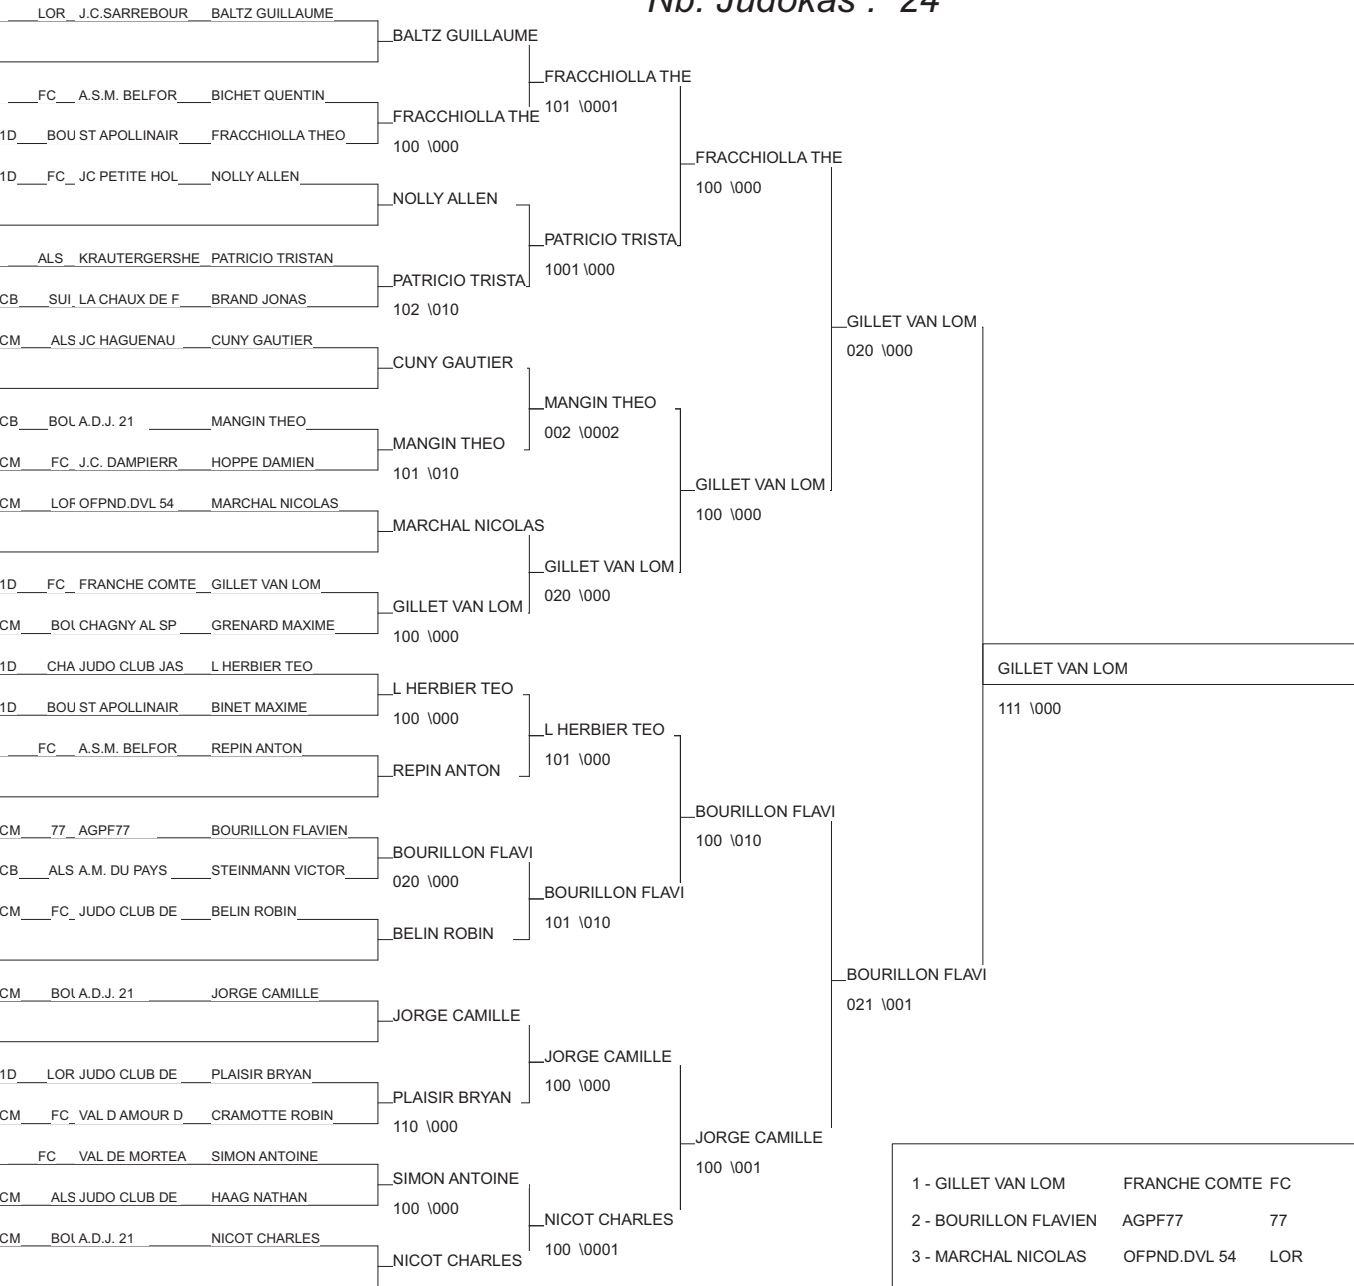 Nb. Judokas : 24
LOR J.C.SARREBOUR BALTZ GUILLAUME
BALTZ GUILLAUME
FRACCHIOLLA THE
FC A.S.M. BELFOR BICHET QUENTIN
101 \0001
FRACCHIOLLA THE
1D BOU ST APOLLINAIR FRACCHIOLLA THEO
100 \000
FRACCHIOLLA THE
1D FC JC PETITE HOL NOLLY ALLEN
100 \000
NOLLY ALLEN
PATRICIO TRISTA
ALS KRAUTERGERSHE PATRICIO TRISTAN
1001 \000
PATRICIO TRISTA
CB SUI LA CHAUX DE F BRAND JONAS
102 \010
GILLET VAN LOM
CM ALS JC HAGUENAU CUNY GAUTIER
020 \000
CUNY GAUTIER
MANGIN THEO
CB BOU A.D.J. 21 MANGIN THEO
002 \0002
MANGIN THEO
CM FC J.C. DAMPIERR HOPPE DAMIEN
101 \010
GILLET VAN LOM
CM LOR OFPND.DVL 54 MARCHAL NICOLAS
100 \000
MARCHAL NICOLAS
GILLET VAN LOM
1D FC FRANCHE COMTE GILLET VAN LOM
020 \000
GILLET VAN LOM
CM BOU CHAGNY AL SP GRENARD MAXIME
100 \000
1D CHA JUDO CLUB JAS L HERBIER TEO
GILLET VAN LOM
L HERBIER TEO
1D BOU ST APOLLINAIR BINET MAXIME
111 \000
100 \000
L HERBIER TEO
FC A.S.M. BELFOR REPIN ANTON
101 \000
REPIN ANTON
BOURILLON FLAVI
CM 77 AGPF77 BOURILLON FLAVIEN
100 \010
BOURILLON FLAVI
CB ALS A.M. DU PAYS STEINMANN VICTOR
020 \000
BOURILLON FLAVI
CM FC JUDO CLUB DE BELIN ROBIN
101 \010
BELIN ROBIN
BOURILLON FLAVI
CM BOU A.D.J. 21 JORGE CAMILLE
021 \001
JORGE CAMILLE
JORGE CAMILLE
1D LOR JUDO CLUB DE PLAISIR BRYAN
100 \000
PLAISIR BRYAN
CM FC VAL D AMOUR D CRAMOTTE ROBIN
110 \000
JORGE CAMILLE
FC VAL DE MORTEA SIMON ANTOINE
100 \001
SIMON ANTOINE
CM ALS JUDO CLUB DE HAAG NATHAN
100 \000
NICOT CHARLES
CM BOU A.D.J. 21 NICOT CHARLES
100 \0001
NICOT CHARLES
1 - GILLET VAN LOM FRANCHE COMTE FC
2 - BOURILLON FLAVIEN AGPF77 77
3 - MARCHAL NICOLAS OFPND.DVL 54 LOR